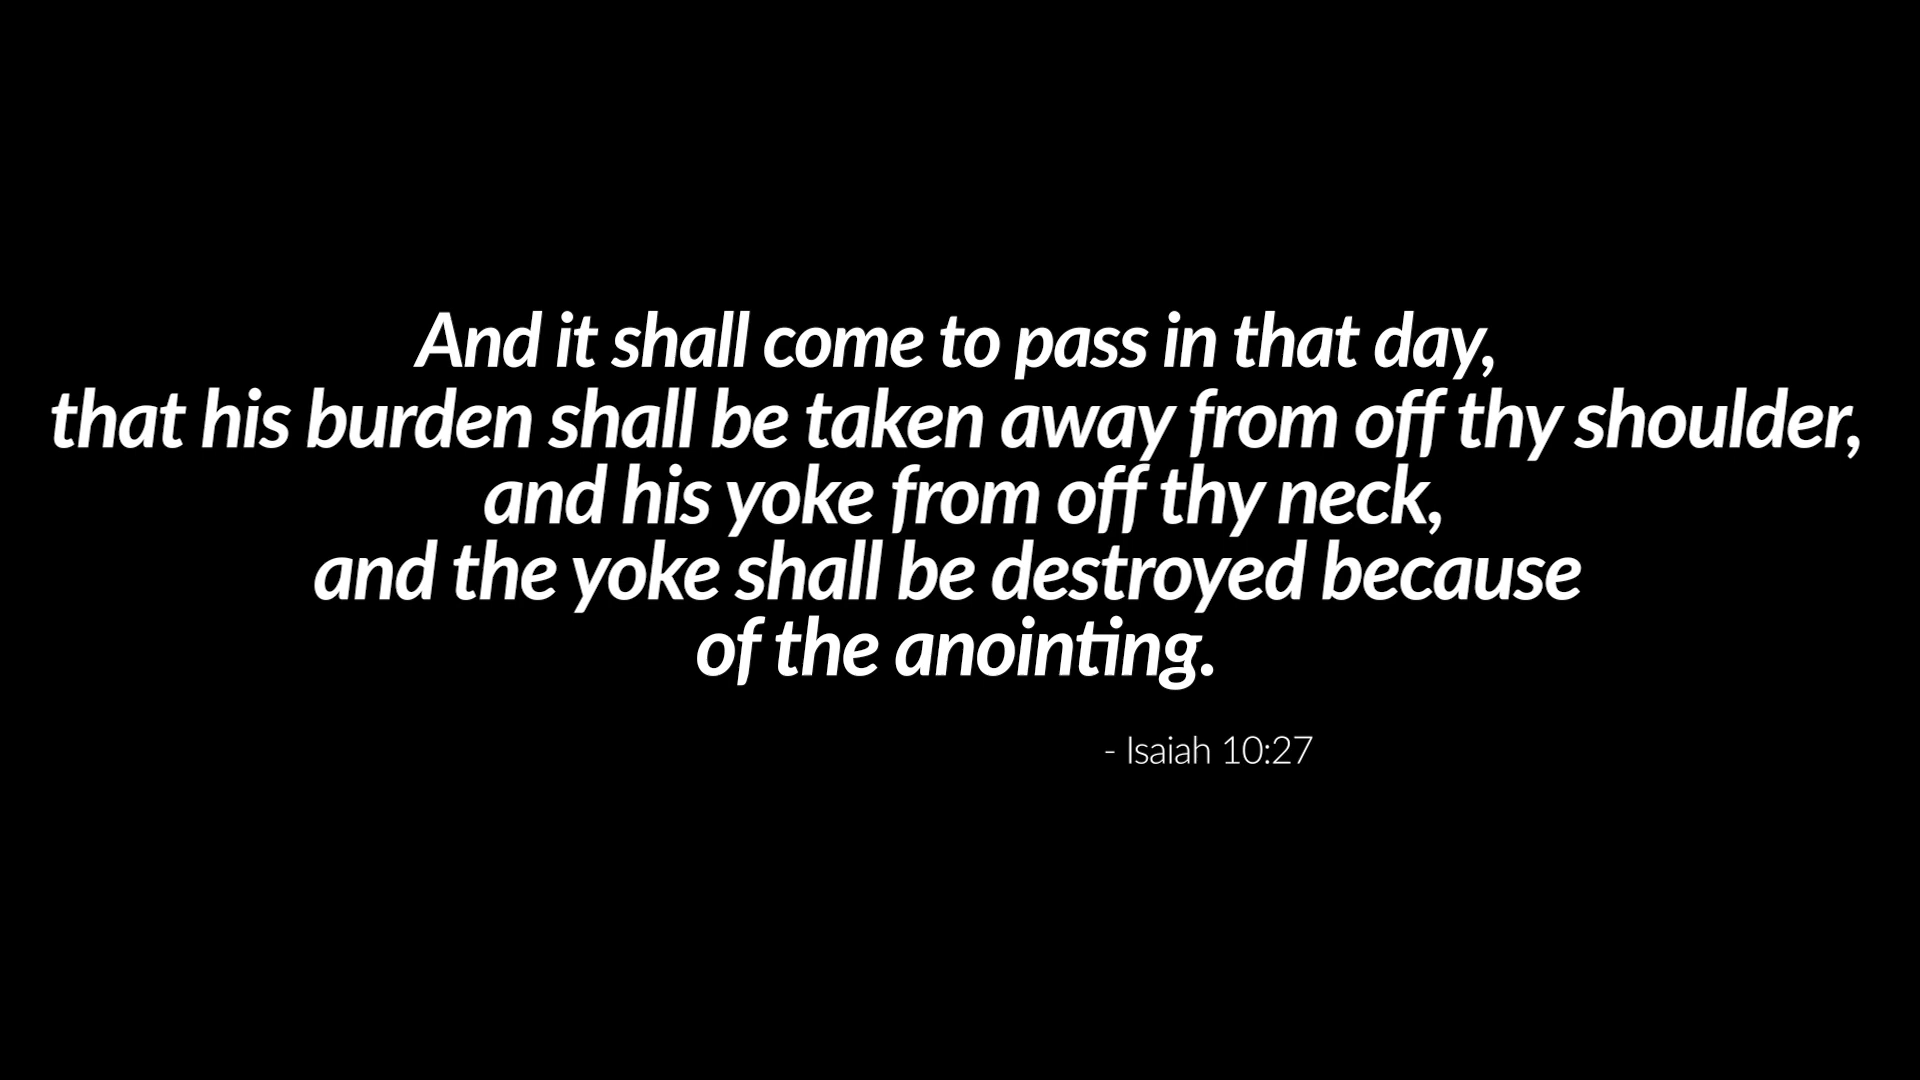 And it shall come to pass in that day,
that his burden shall be taken away from off thy shoulder,
and his yoke from off thy neck,
and the yoke shall be destroyed because
of the anointing.
- Isaiah 10:27